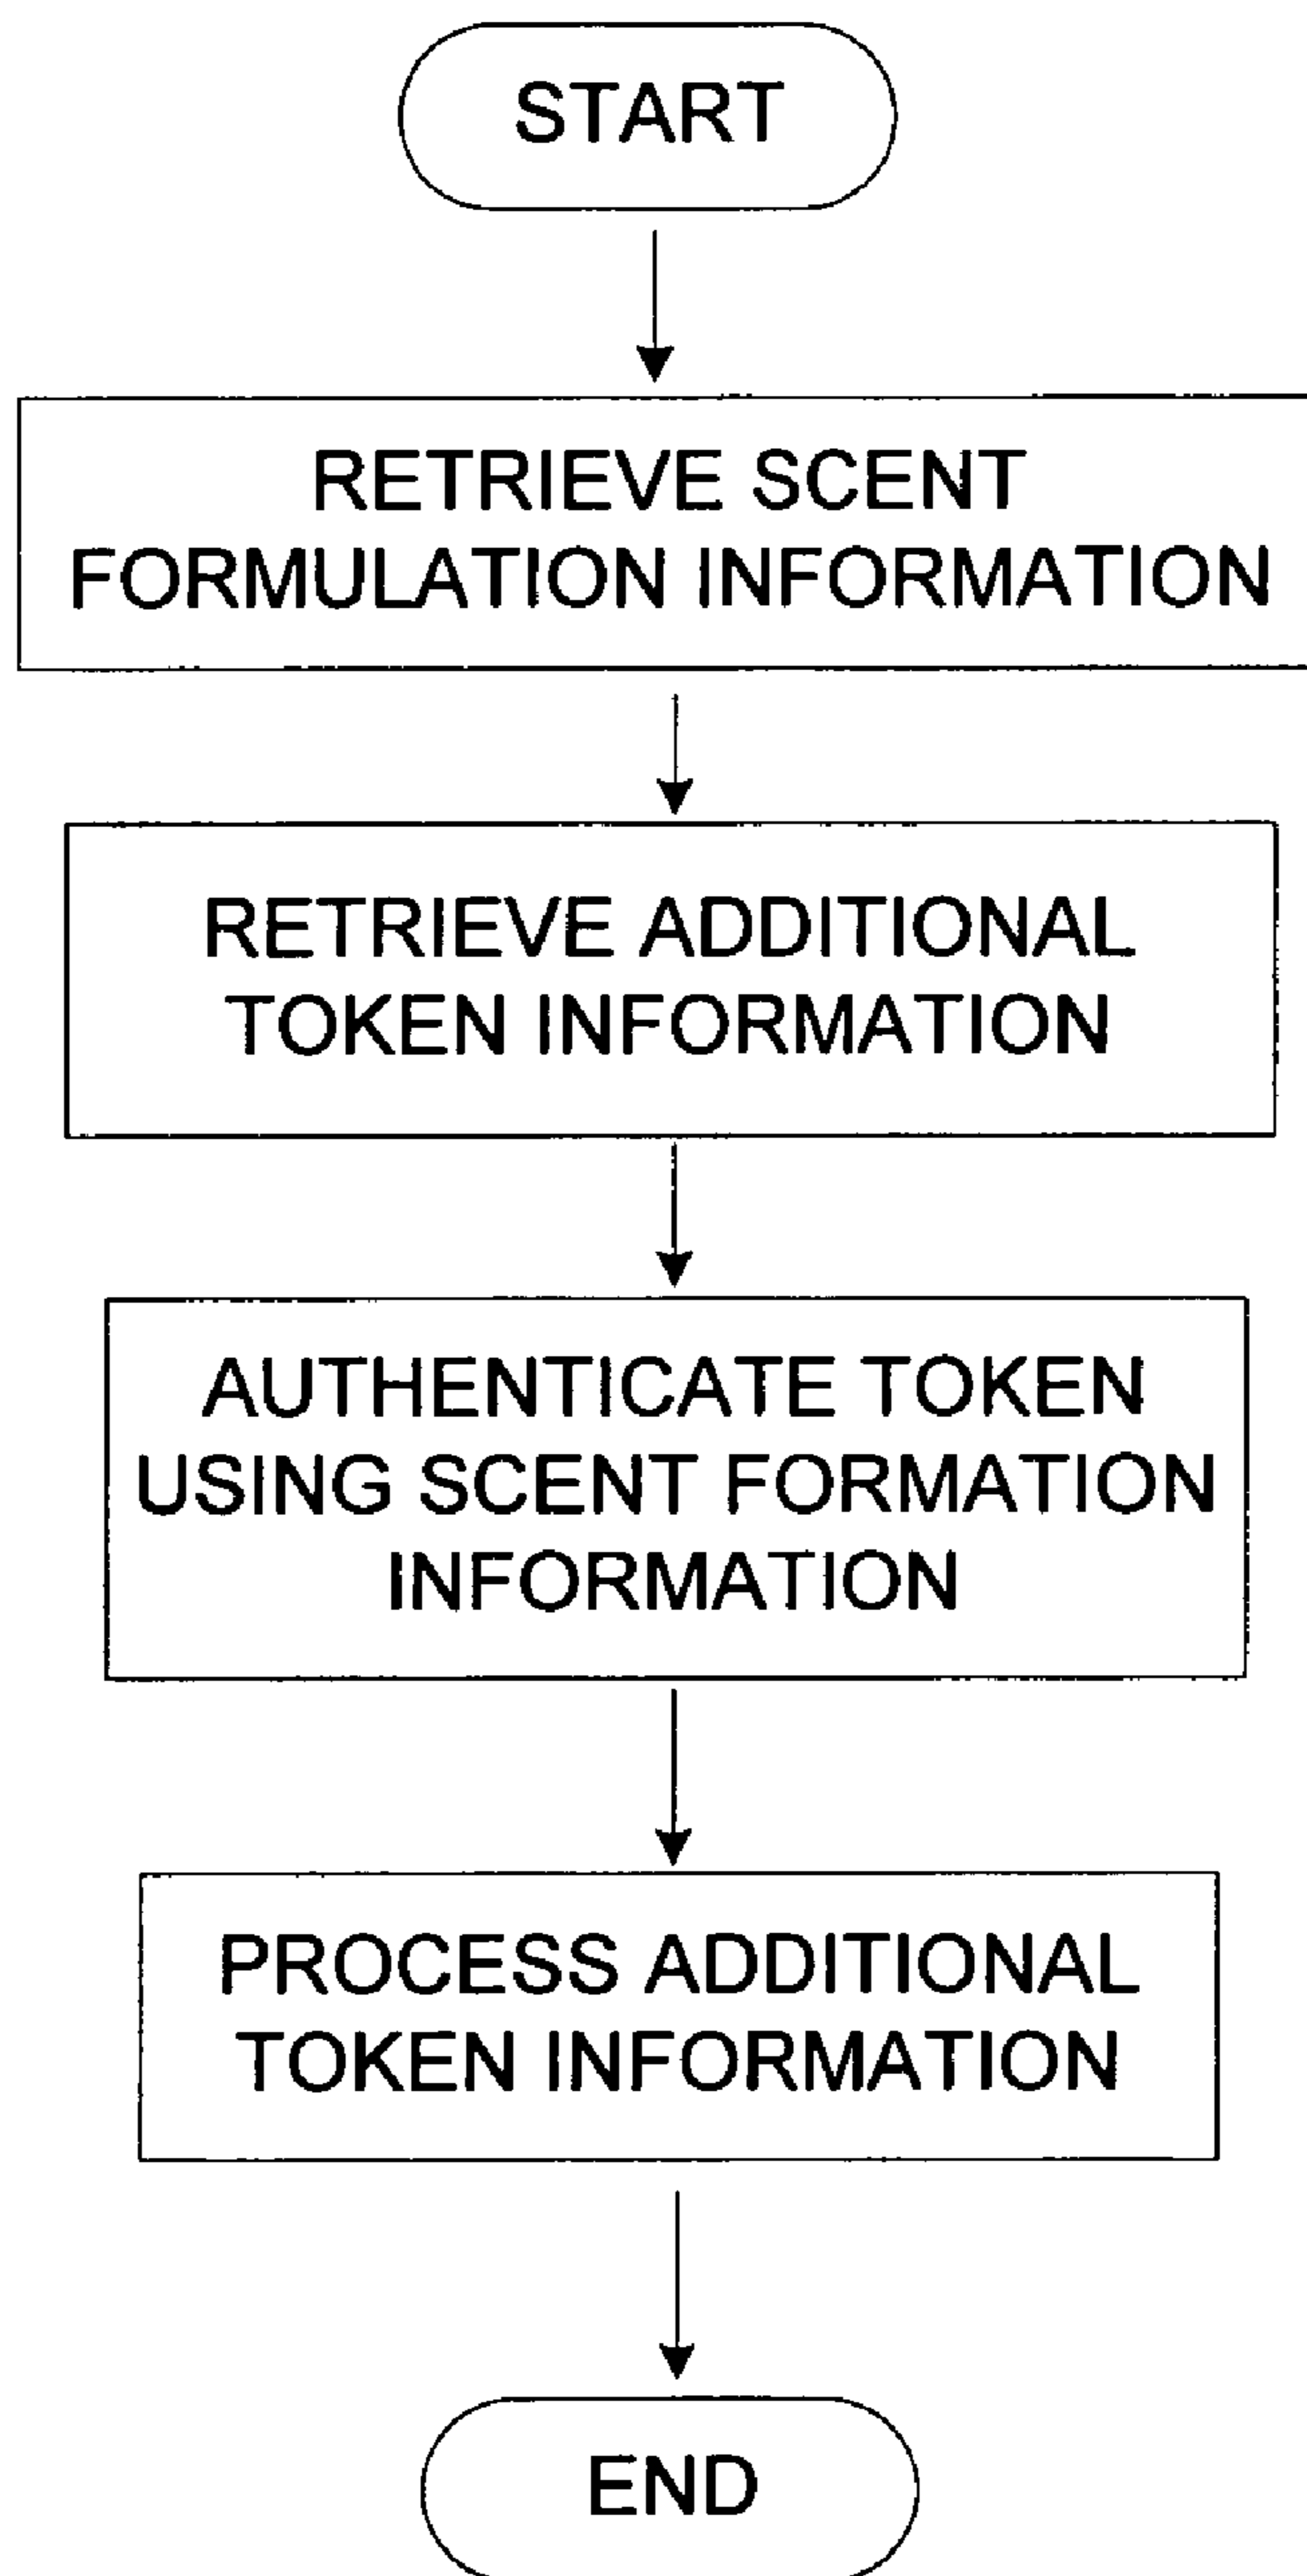 START
RETRIEVE SCENT
FORMULATION INFORMATION
RETRIEVE ADDITIONAL
TOKEN INFORMATION
AUTHENTICATE TOKEN
USING SCENT FORMATION
INFORMATION
PROCESS ADDITIONAL
TOKEN INFORMATION
END